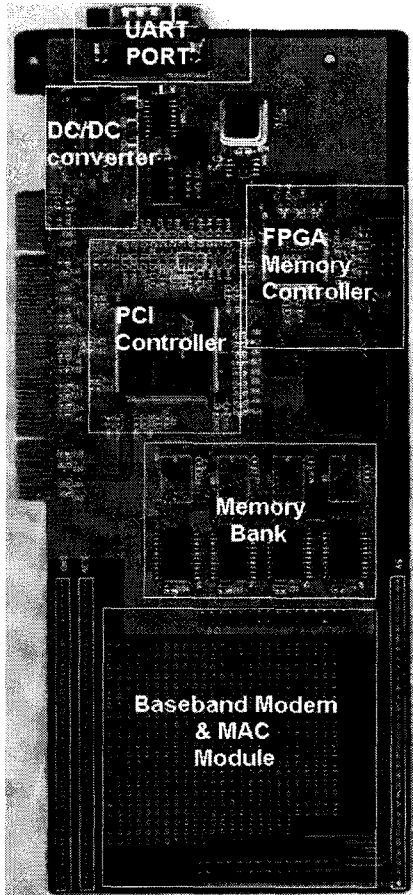 UART
PORT
DC/DC
converter
FPGA
Memory
Controller
PCI
Controller
Memory
Bank
Baseband Modem
& MAC
Module